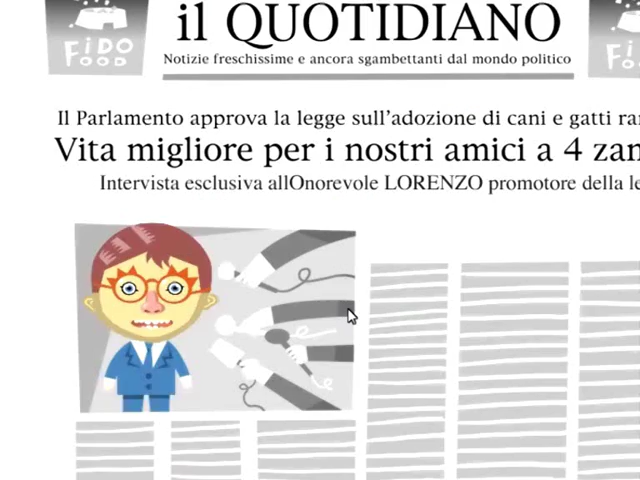 il QUOTIDIANO
FiDO
FOOD
Notizie freschissime e ancora sgambettanti dal mondo politico
Il Parlamento approva la legge sull'adozione di cani e gatti
Vita migliore per i nostri amici a 4
Intervista esclusiva allOnorevole LORENZO promotore della